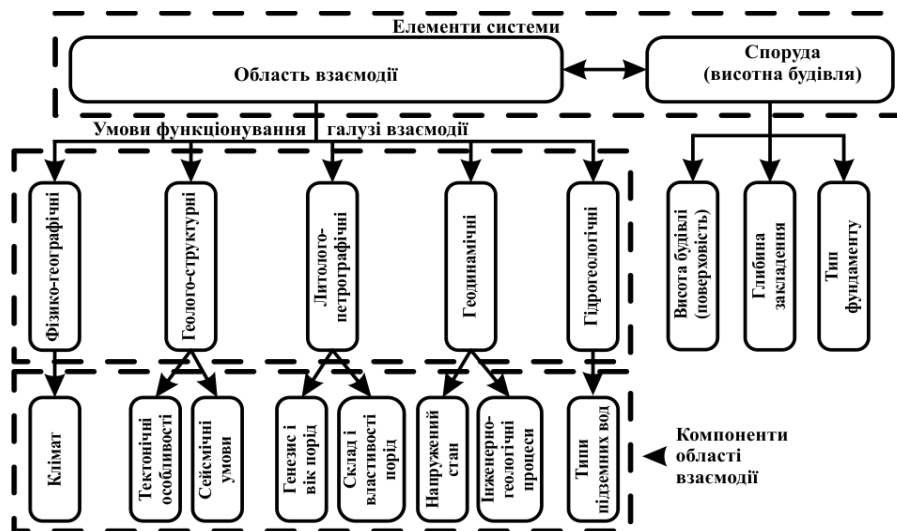 Елементи системи
Область взаємодії
Споруда
(висотна будівля)
Умови функціонування галузі взаємодії
Фізико-географічні
Геолого-структурні
Литолого-
петрографічні
Геодинамічні
Гідрогеологічні
Висота будівлі
(поверховість)
Глибина
закладення
Тип
фундаменту
Клімат
Тектонічні
особливості
Сейсмічні
умови
Генезис і
вік порід
Склад і
властивості
порід
Напружений
стан
Інженерно-
геологічні
процеси
Типи
підземних вод
Компоненти
області
взаємодії